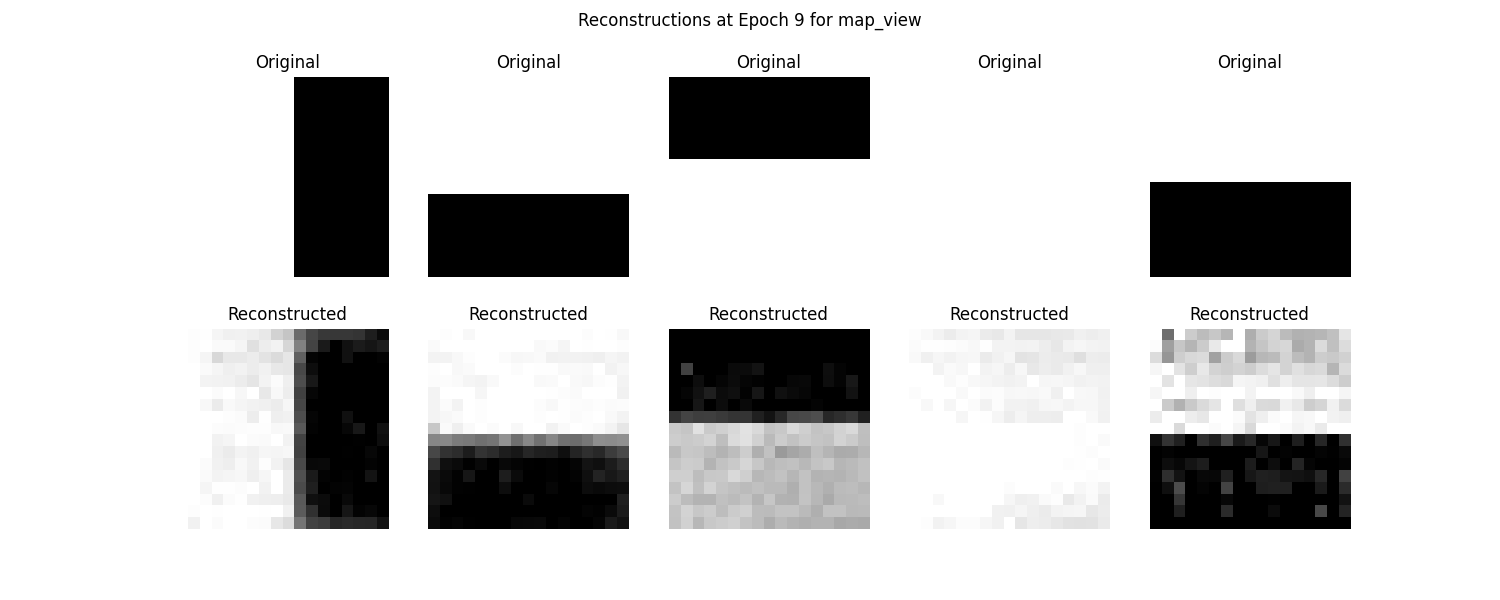 Reconstructions at Epoch 9 for map_view
Original Original Original Original Original
Reconstructed Reconstructed Reconstructed Reconstructed Reconstructed